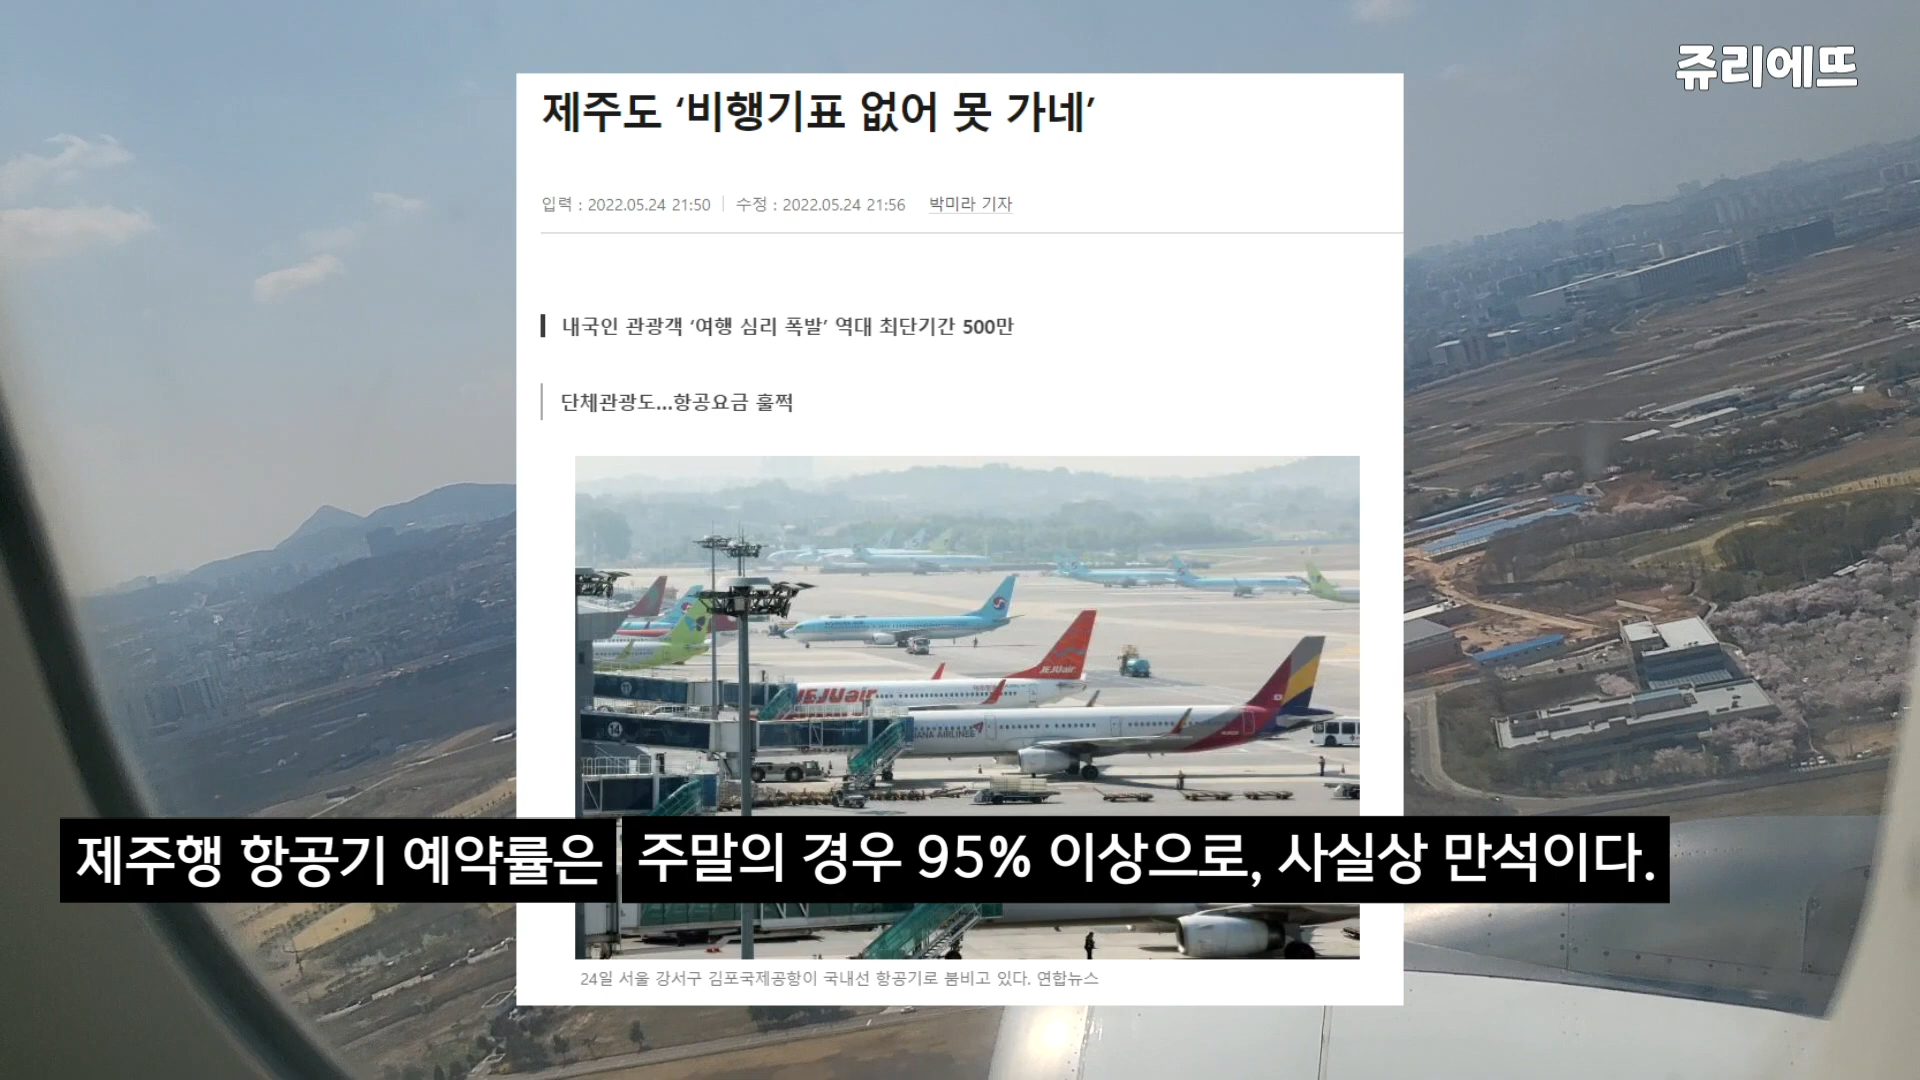 쥬리에뜨
제주도 ‘비행기표 없어 못 가네’
입력 : 2022.05.24 21:50 수정 : 2022.05.24 21:56 박미라 기자
내국인 관광객 ‘여행 심리 폭발’ 역대 최단기간 500만
단체관광도...항공요금 훌쩍
JEJUair
JEJUair
14
ANA AIRLINES
제주행 항공기 예약률은 주말의 경우 95% 이상으로, 사실상 만석이다.
24일 서울 강서구 김포국제공항이 국내선 항공기로 붐비고 있다. 연합뉴스